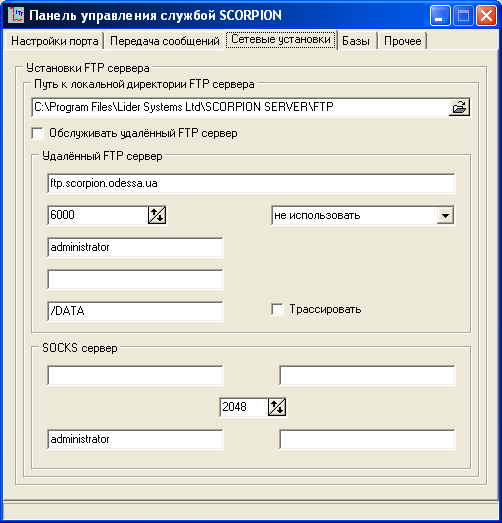 Панель управления службой SCORPION
Настройки порта Передача сообщений Сетевые установки Базы Прочее
Установки FTP сервера
Путь к локальной директории FTP сервера
C:\Program Files\Lider Systems Ltd\SCORPION SERVER\FTP
Обслуживать удалённый FTP сервер
Удалённый FTP сервер
ftp.scorpion.odessa.ua
6000 не использовать
administrator
/DATA Трассировать
SOCKS сервер
2048
administrator